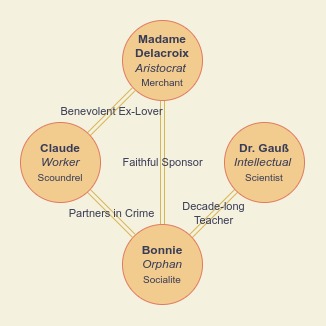 Madame
Delacroix
Aristocrat
Merchant
Benevolent Ex-Lover
Claude
Worker
Scoundrel
Faithful Sponsor
Dr. Gauß
Intellectual
Scientist
Partners in Crime
Decade-long
Teacher
Bonnie
Orphan
Socialite